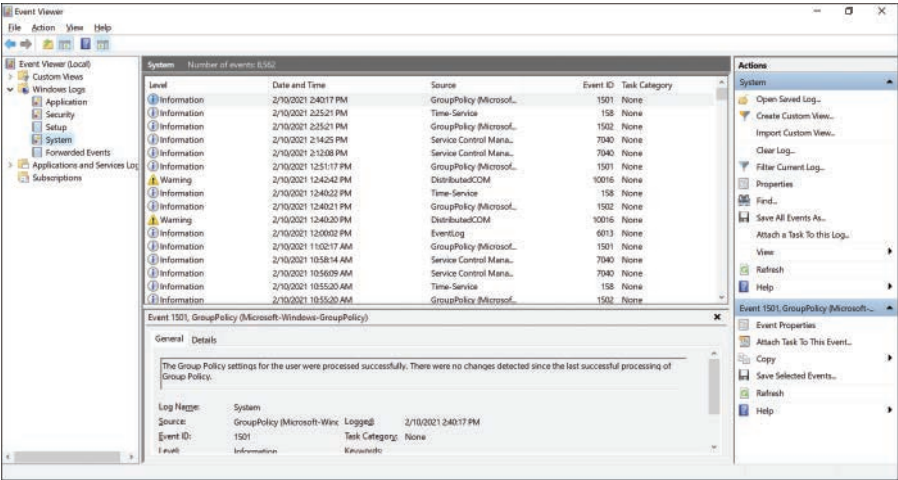 Event Viewer
File Action View Help
Event Viewer (Local)
Custom Views
Windows Logs
Application
Security
Setup
System
Forwarded Events
Applications and Services Log
Subscriptions
System Number of events: 8,562
Level Date and Time Source Event ID Task Category
Information 2/10/2021 2:40:17 PM GroupPolicy (Microsof... 1501 None
Information 2/10/2021 2:25:21 PM Time-Service 158 None
Information 2/10/2021 2:25:21 PM GroupPolicy (Microsof... 1502 None
Information 2/10/2021 2:14:25 PM Service Control Mana... 7040 None
Information 2/10/2021 2:12:08 PM Service Control Mana... 7040 None
Information 2/10/2021 12:51:17 PM GroupPolicy (Microsof... 1501 None
Warning 2/10/2021 12:42:42 PM DistributedCOM 10016 None
Information 2/10/2021 12:40:22 PM Time-Service 158 None
Information 2/10/2021 12:40:21 PM GroupPolicy (Microsof... 1502 None
Warning 2/10/2021 12:40:20 PM DistributedCOM 10016 None
Information 2/10/2021 12:00:02 PM EventLog 6013 None
Information 2/10/2021 11:02:17 AM GroupPolicy (Microsof... 1501 None
Information 2/10/2021 10:58:14 AM Service Control Mana... 7040 None
Information 2/10/2021 10:56:09 AM Service Control Mana... 7040 None
Information 2/10/2021 10:55:20 AM Time-Service 158 None
Information 2/10/2021 10:55:20 AM GroupPolicy (Microsof... 1502 None
Event 1501, GroupPolicy (Microsoft-Windows-GroupPolicy)
General Details
The Group Policy settings for the user were processed successfully. There were no changes detected since the last successful processing of
Group Policy.
Log Name: System
Source: GroupPolicy (Microsoft-Winc Logged: 2/10/2021 2:40:17 PM
Event ID: 1501 Task Category: None
Level: Information Keywords:
Actions
System
Open Saved Log...
Create Custom View...
Import Custom View...
Clear Log...
Filter Current Log...
Properties
Find...
Save All Events As...
Attach a Task To this Log...
View
Refresh
Help
Event 1501, GroupPolicy (Microsoft-...
Event Properties
Attach Task To This Event...
Copy
Save Selected Events...
Refresh
Help